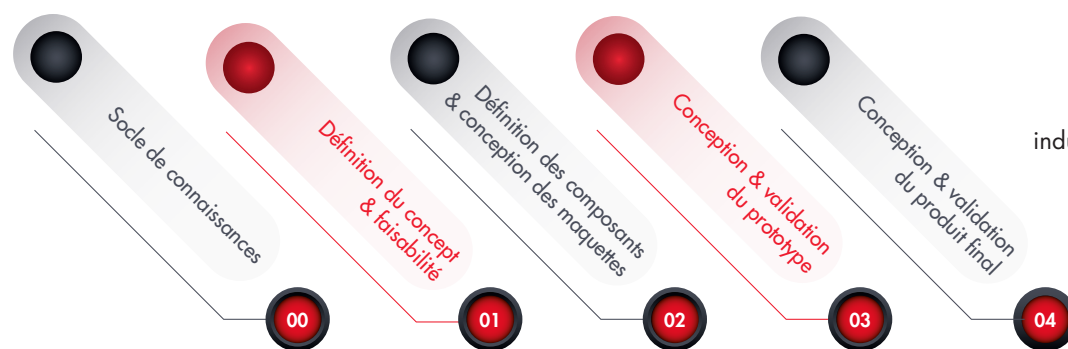 Socle de connaissances
Définition du concept
& faisabilité
Définition des composants
& conception des maquettes
Conception & validation
du prototype
Conception & validation
du produit final
indu
00
01
02
03
04